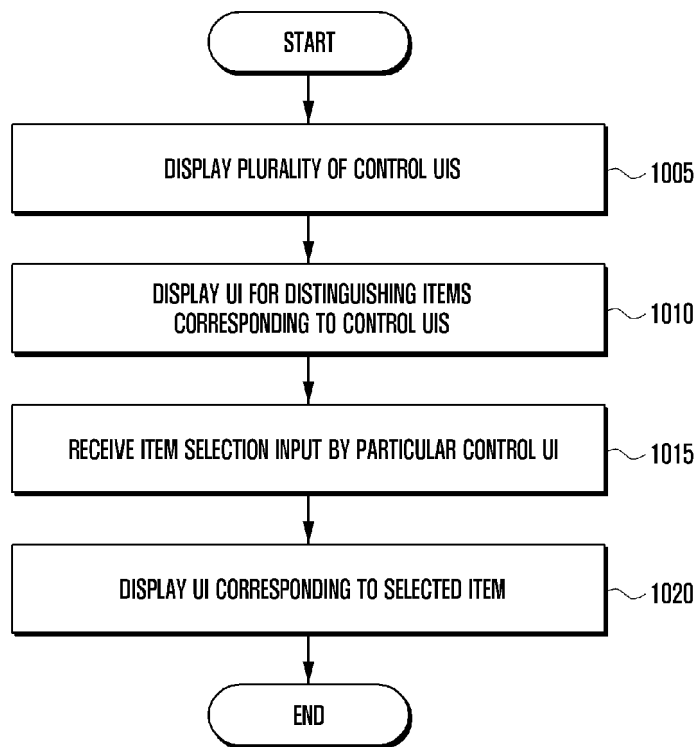 START
DISPLAY PLURALITY OF CONTROL UIS
1005
DISPLAY UI FOR DISTINGUISHING ITEMS
CORRESPONDING TO CONTROL UIS
1010
RECEIVE ITEM SELECTION INPUT BY PARTICULAR CONTROL UI
1015
DISPLAY UI CORRESPONDING TO SELECTED ITEM
1020
END